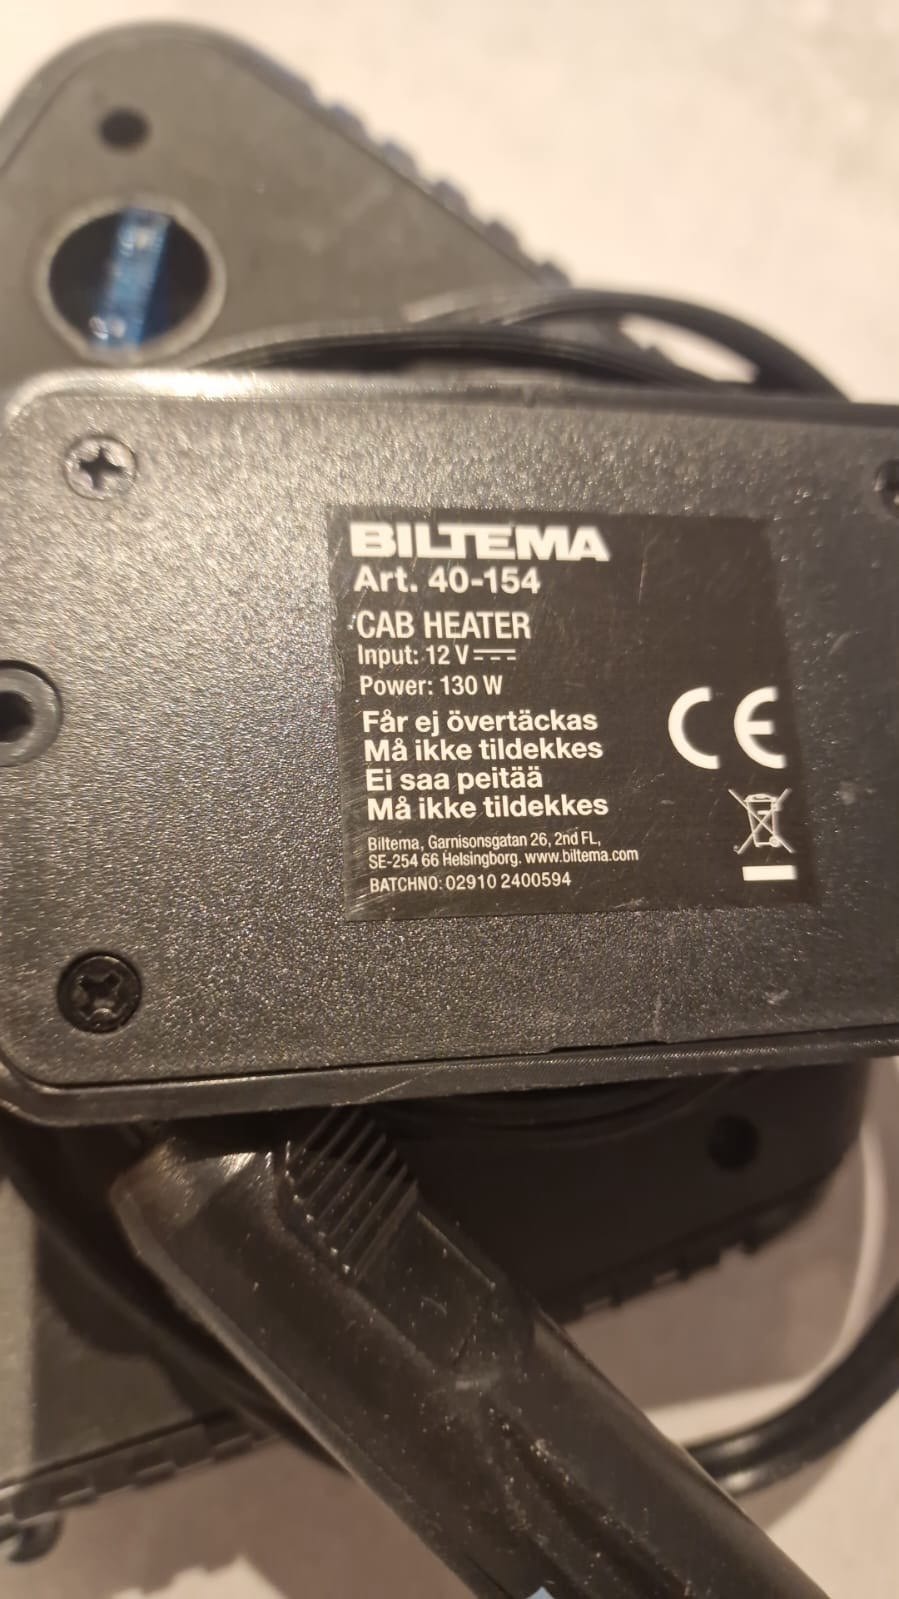 BILTEMA
Art. 40-154
CAB HEATER
Input: 12 V
Power: 130 W
Får ej övertäckas
Må ikke tildekkes
Ei saa peitää
Må ikke tildekkes
CE
Biltema, Garnisonsgatan 26, 2nd FL,
SE-254 66 Helsingborg. www.biltema.com
BATCHNO: 02910 2400594